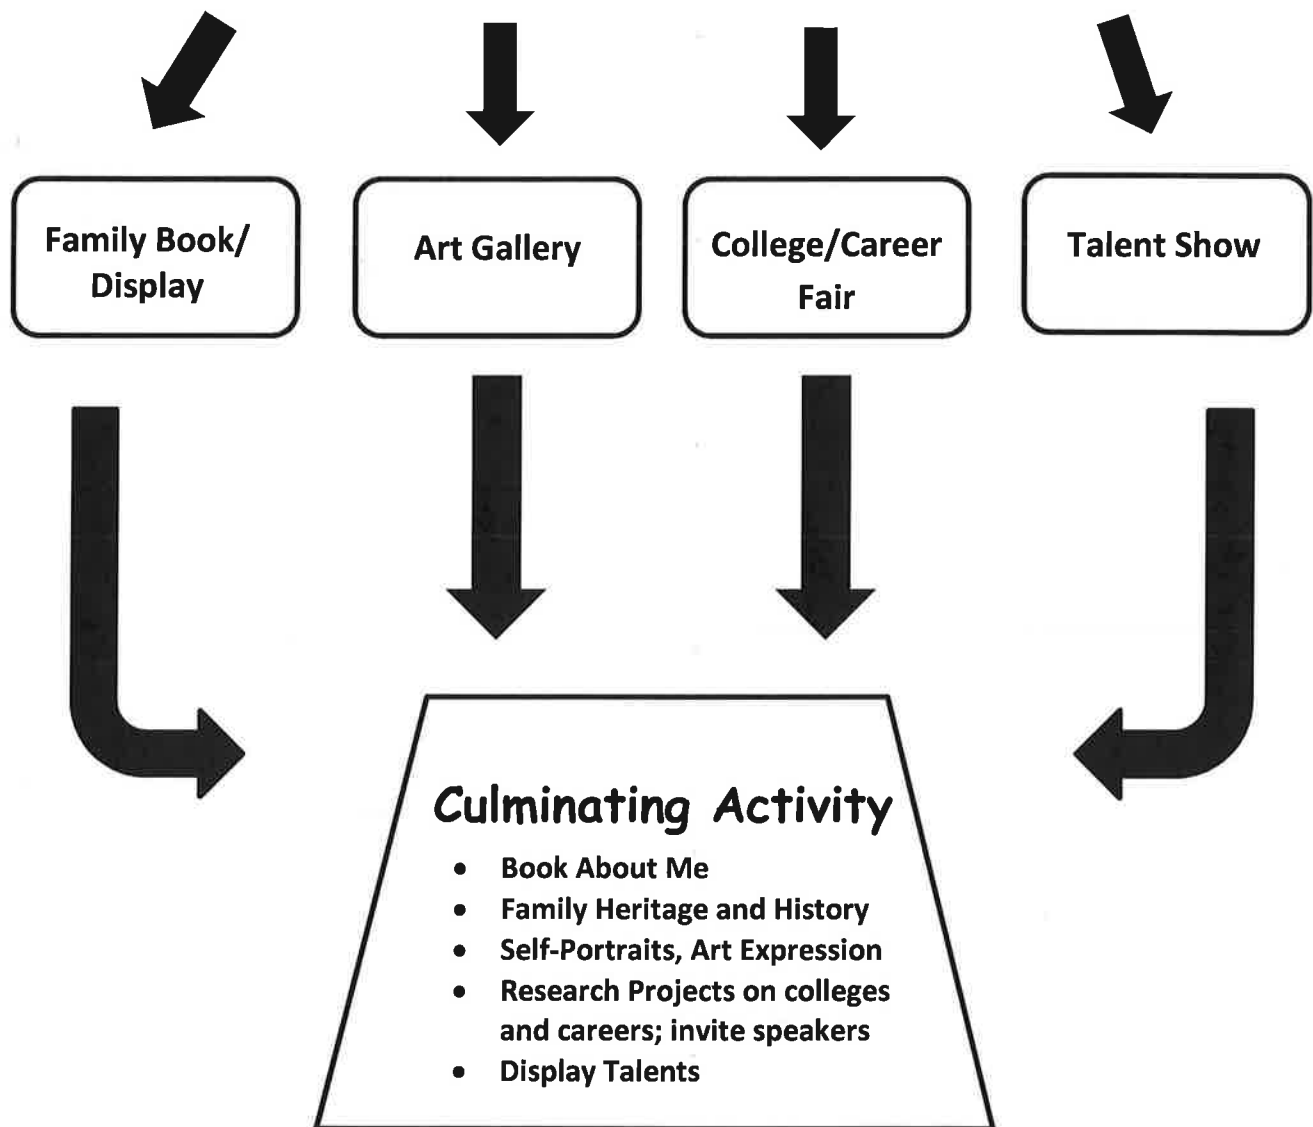 Family Book/
Display
Art Gallery
College/Career
Fair
Talent Show
Culminating Activity
• Book About Me
• Family Heritage and History
• Self-Portraits, Art Expression
• Research Projects on colleges
and careers; invite speakers
• Display Talents